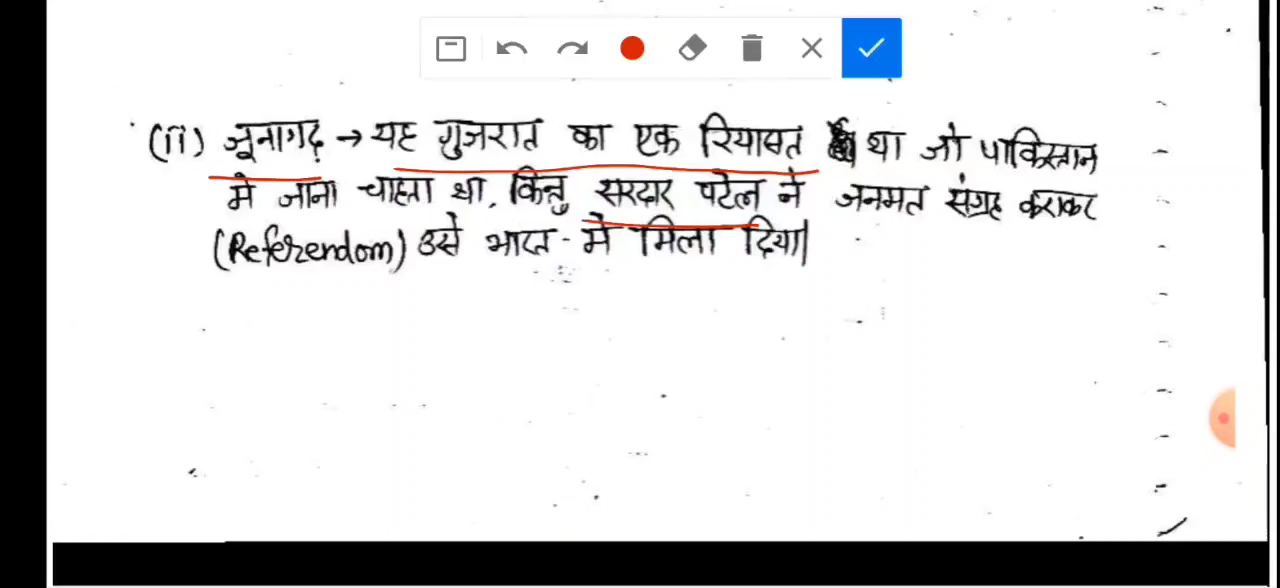 (ii) जूनागढ़ → यह गुजरात का एक रियासत था जो पाकिस्तान
मे जाना चाहता था, किन्तु सरदार पटेल ने जनमत संग्रह कराकर
(Referendom) उसे भारत में मिला दिया|